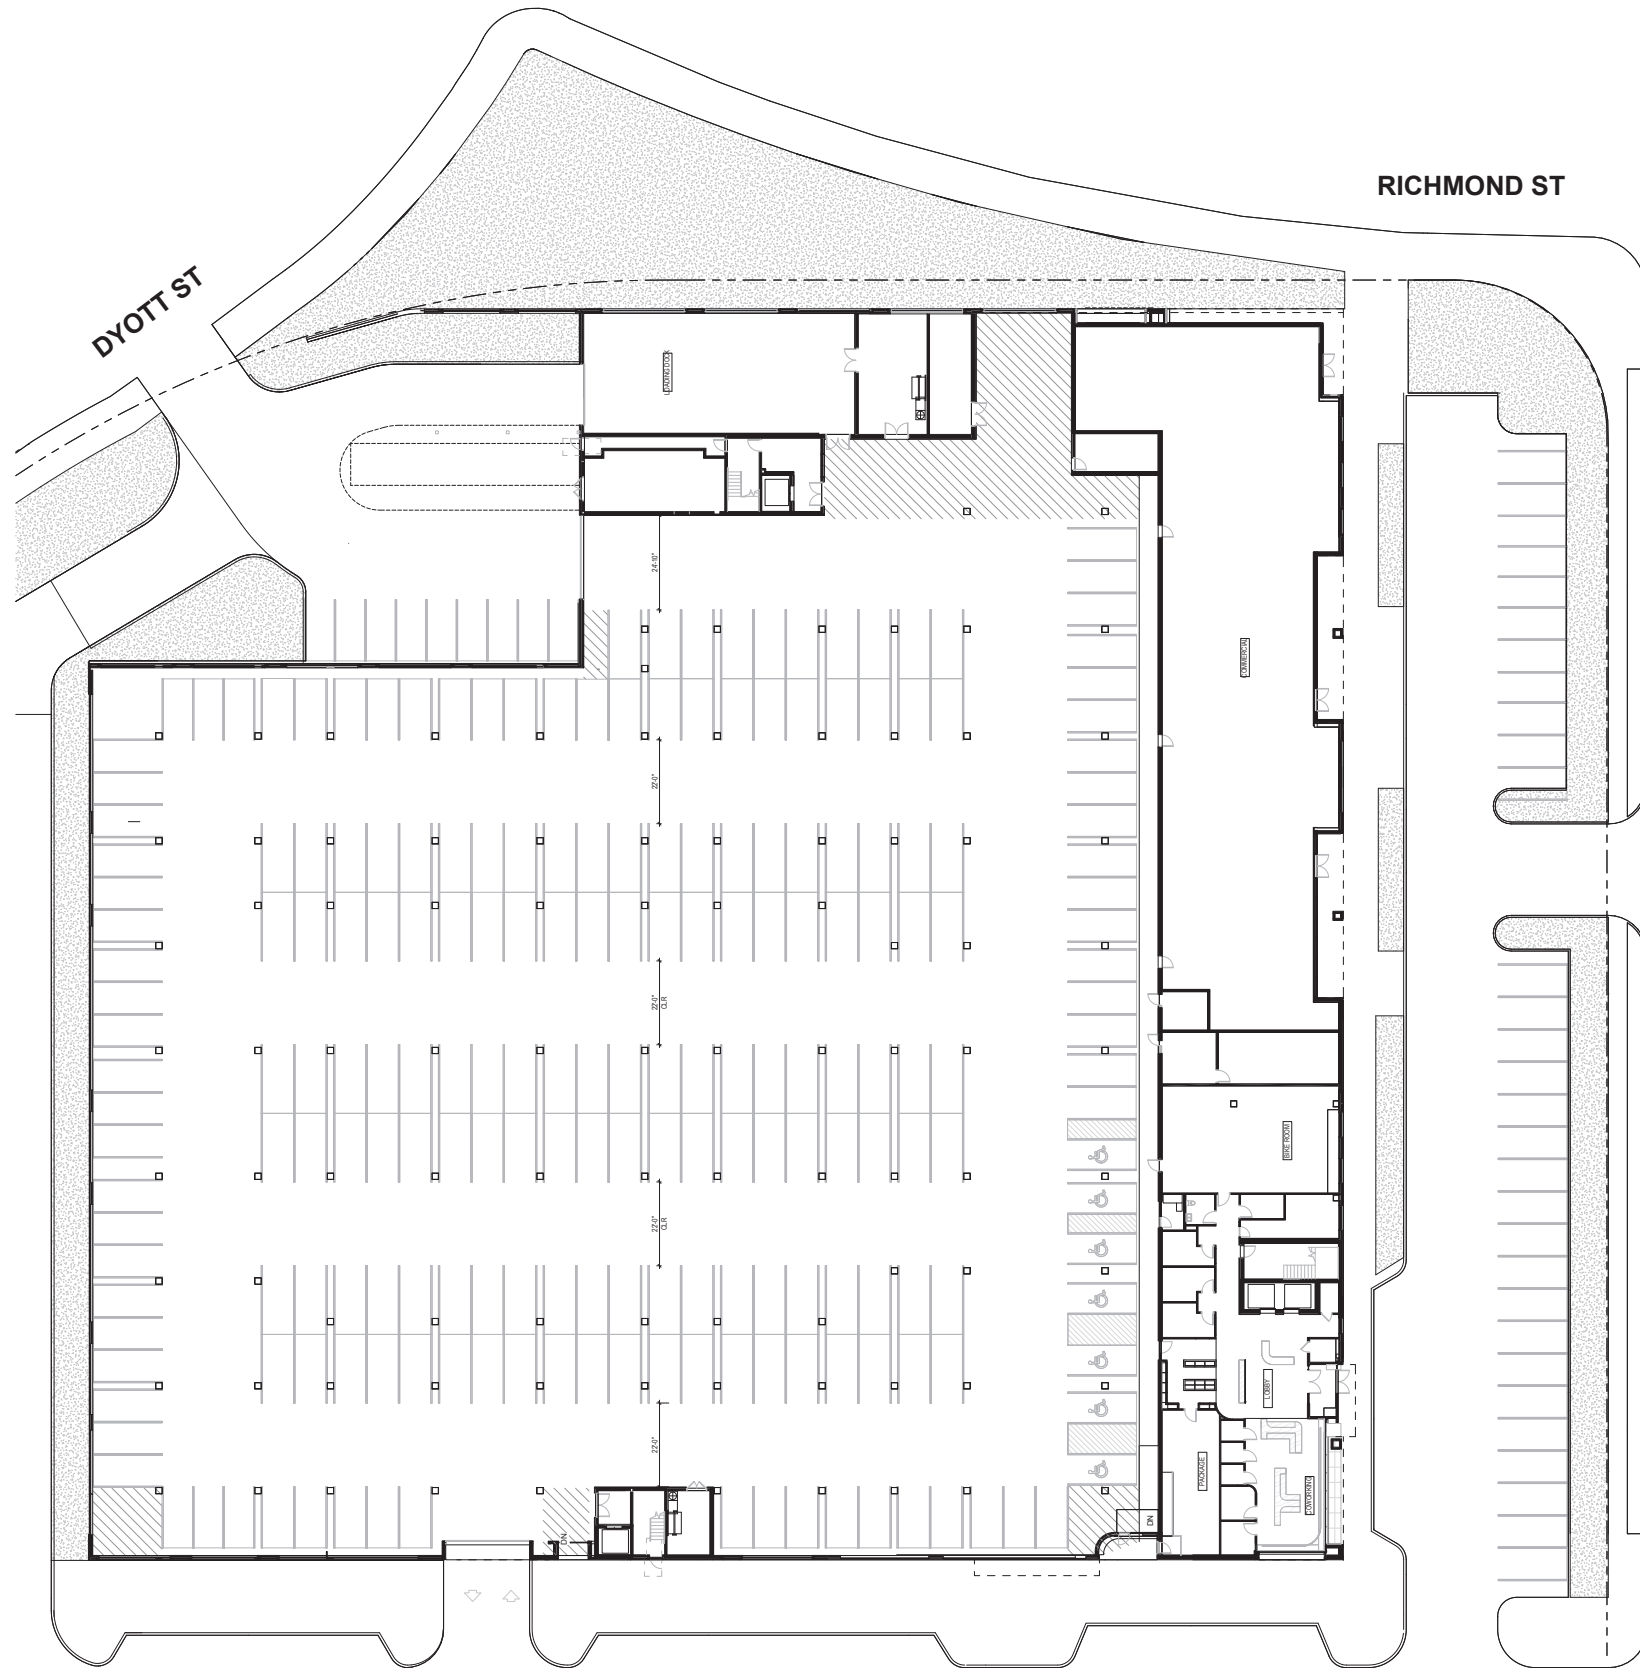 RICHMOND ST
DYOTT ST
LOADING DOCK
24'-10"
COMMERCIAL
22'-0"
22'-0"
CLR
BIKE ROOM
22'-0"
CLR
LOBBY
22'-0"
PACKAGE
COWORKING
DN
DN